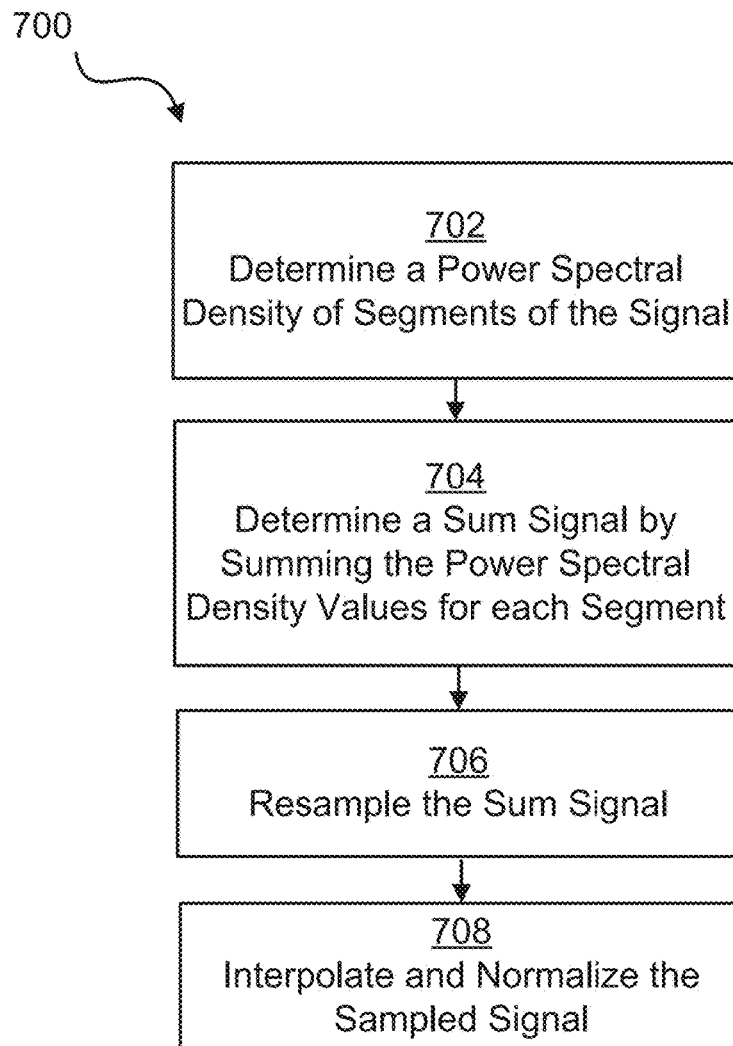 700
702
Determine a Power Spectral
Density of Segments of the Signal
704
Determine a Sum Signal by
Summing the Power Spectral
Density Values for each Segment
706
Resample the Sum Signal
708
Interpolate and Normalize the
Sampled Signal